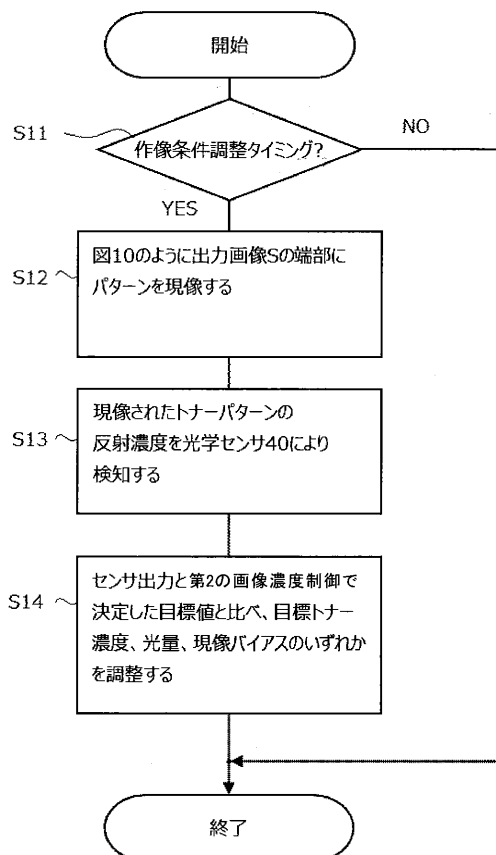 開始
S11
作像条件調整タイミング?
NO
YES
S12
図10のように出力画像Sの端部に
パターンを現像する
S13
現像されたトナーパターンの
反射濃度を光学センサ40により
検知する
S14
センサ出力と第2の画像濃度制御で
決定した目標値と比べ、目標トナー
濃度、光量、現像バイアスのいずれか
を調整する
終了